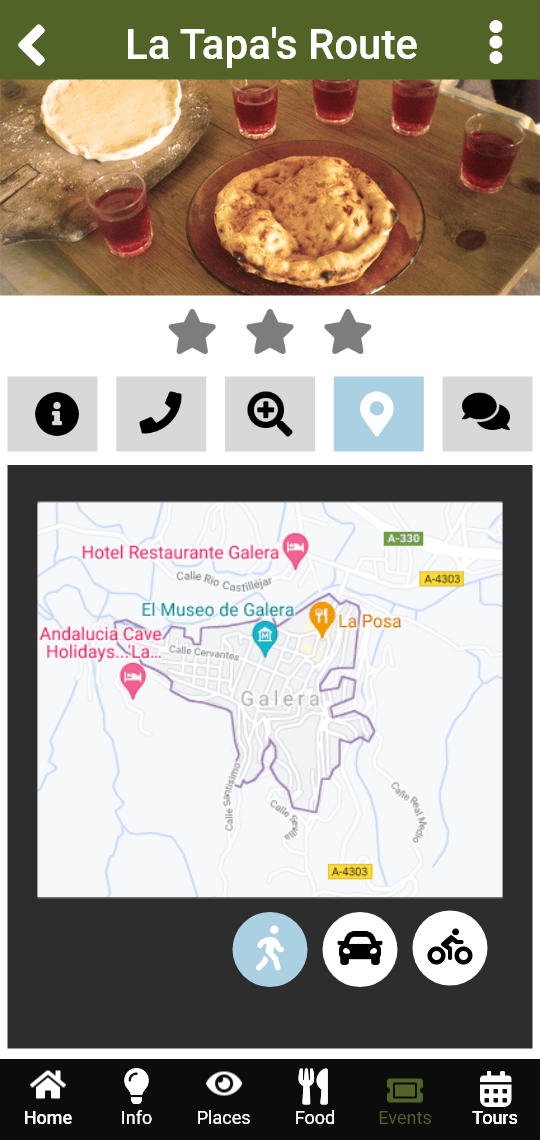 La Tapa's Route
A-330
Hotel Restaurante Galera
A-4303
Calle Rio Castilléjar
El Museo de Galera
La Posa
Andalucia Cave
Holidays...'La...
Calle Cervantes
Galera
Calle Santísimo
Calle Sevilla
Calle Real Medio
A-4303
Home
Info
Places
Food
Events
Tours